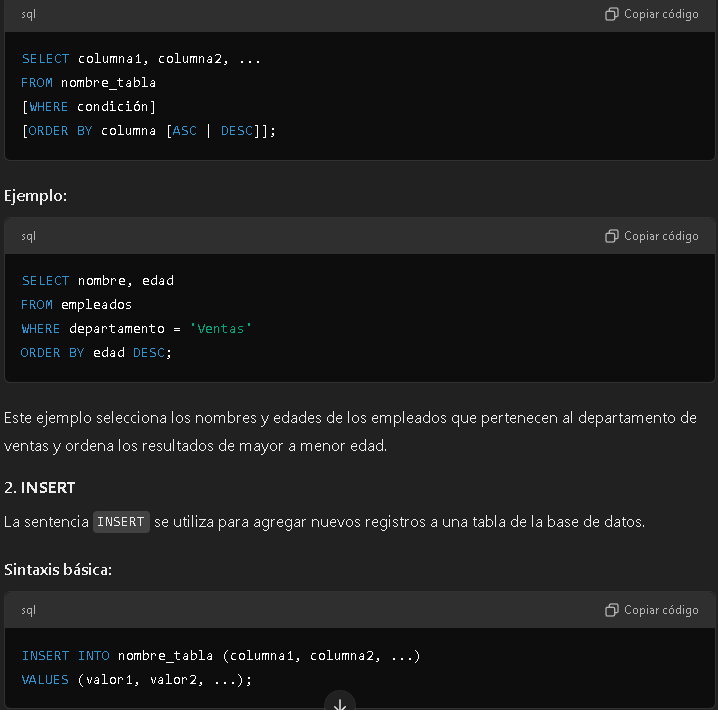 sql
Copiar código
SELECT columna1, columna2, ...
FROM nombre_tabla
[WHERE condición]
[ORDER BY columna [ASC | DESC]];
Ejemplo:
sql
Copiar código
SELECT nombre, edad
FROM empleados
WHERE departamento = 'Ventas'
ORDER BY edad DESC;
Este ejemplo selecciona los nombres y edades de los empleados que pertenecen al departamento de
ventas y ordena los resultados de mayor a menor edad.
2. INSERT
La sentencia INSERT se utiliza para agregar nuevos registros a una tabla de la base de datos.
Sintaxis básica:
sql
Copiar código
INSERT INTO nombre_tabla (columna1, columna2, ...)
VALUES (valor1, valor2, ...);